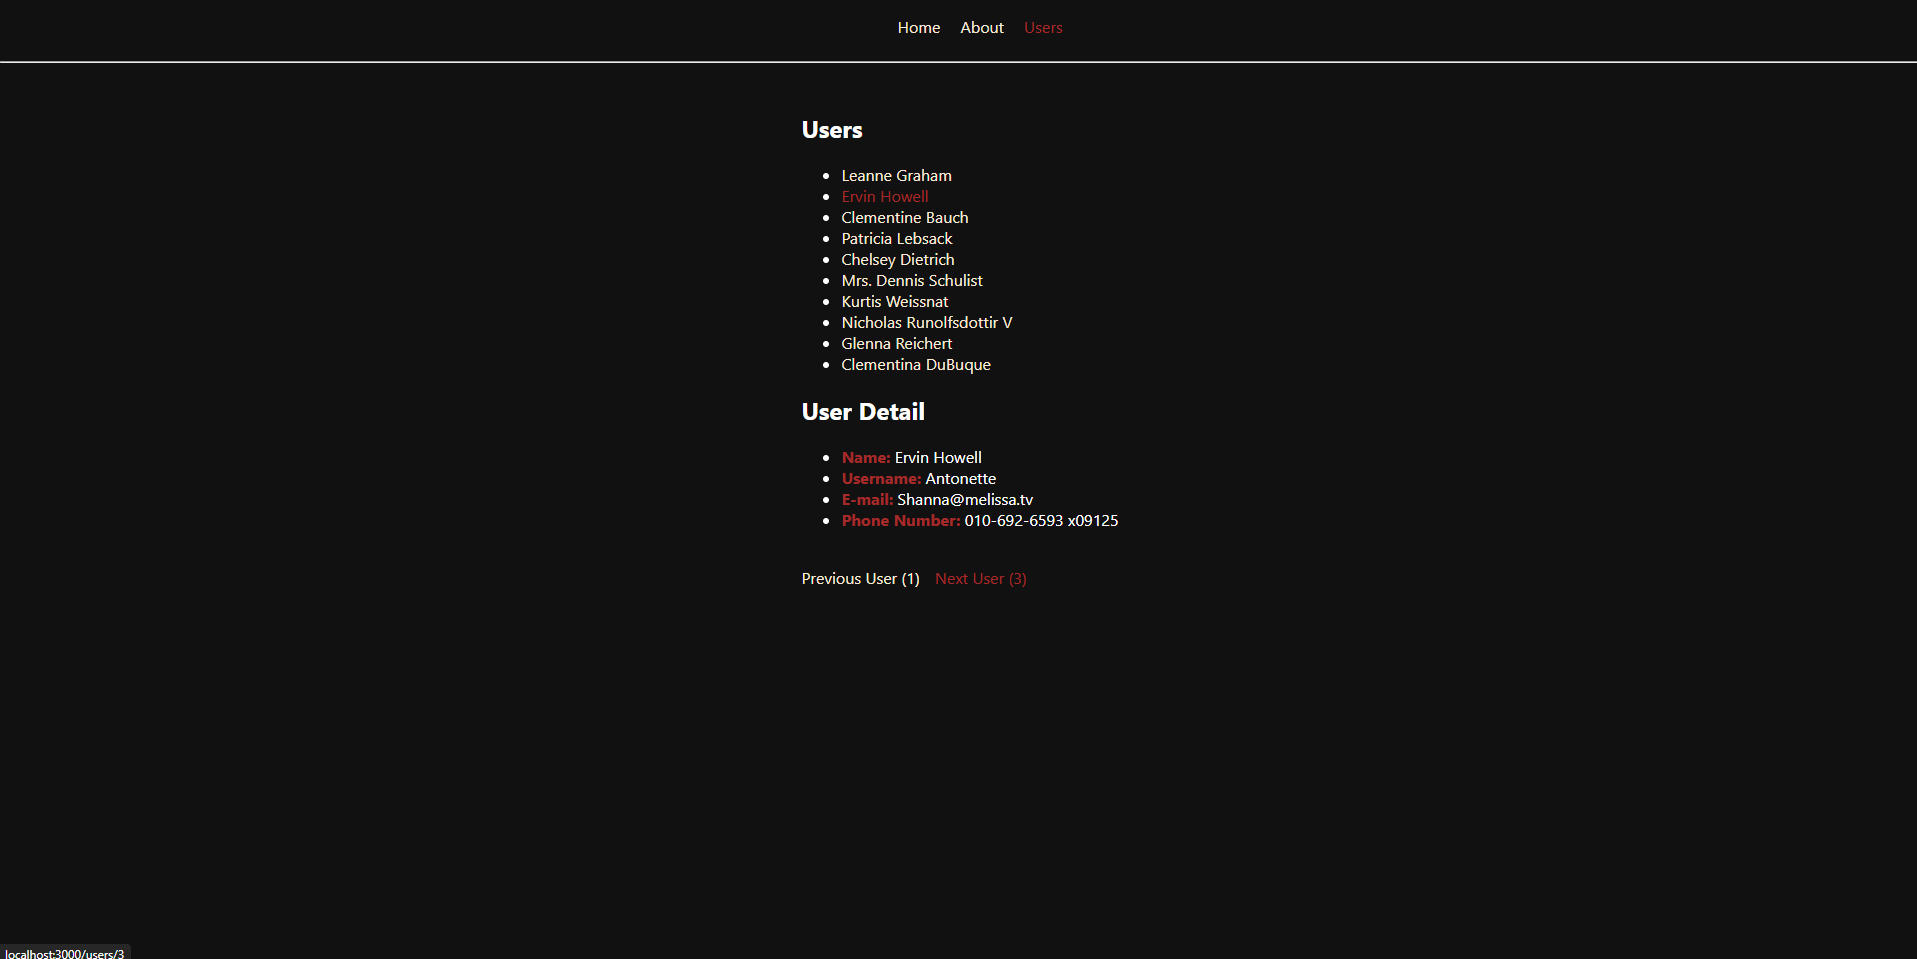 Home About Users
Users
Leanne Graham
Ervin Howell
Clementine Bauch
Patricia Lebsack
Chelsey Dietrich
Mrs. Dennis Schulist
Kurtis Weissnat
Nicholas Runolfsdottir V
Glenna Reichert
Clementina DuBuque
User Detail
Name: Ervin Howell
Username: Antonette
E-mail: Shanna@melissa.tv
Phone Number: 010-692-6593 x09125
Previous User (1) Next User (3)
localhost:3000/users/3